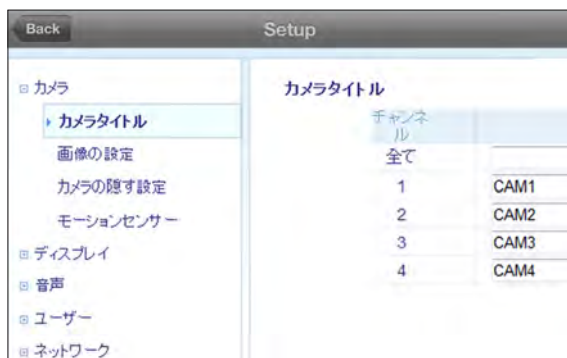 Back
Setup
カメラ
カメラタイトル
画像の設定
カメラの隠す設定
モーションセンサー
ディスプレイ
音声
ユーザー
ネットワーク
カメラタイトル
チャンネ
ル
全て
1 CAM1
2 CAM2
3 CAM3
4 CAM4